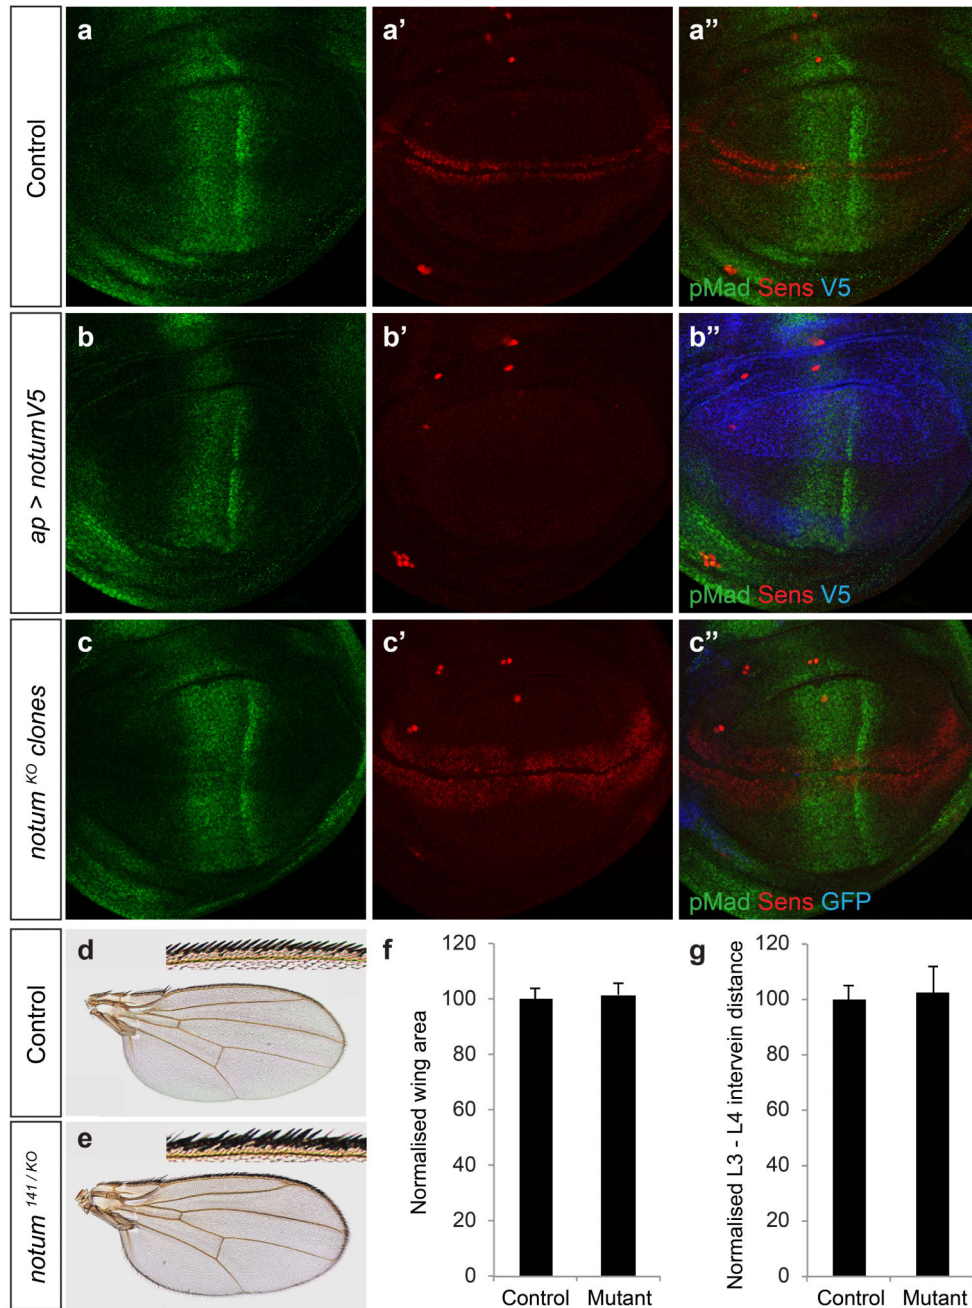 Control
a
a’
a”
pMad Sens V5
ap > notumV5
b
b’
b”
pMad Sens V5
notum KO clones
c
c’
c”
pMad Sens GFP
Control
d
notum 141 / KO
e
f
Normalised wing area
120
100
80
60
40
20
0
Control Mutant
g
Normalised L3 - L4 intervein distance
120
100
80
60
40
20
0
Control Mutant